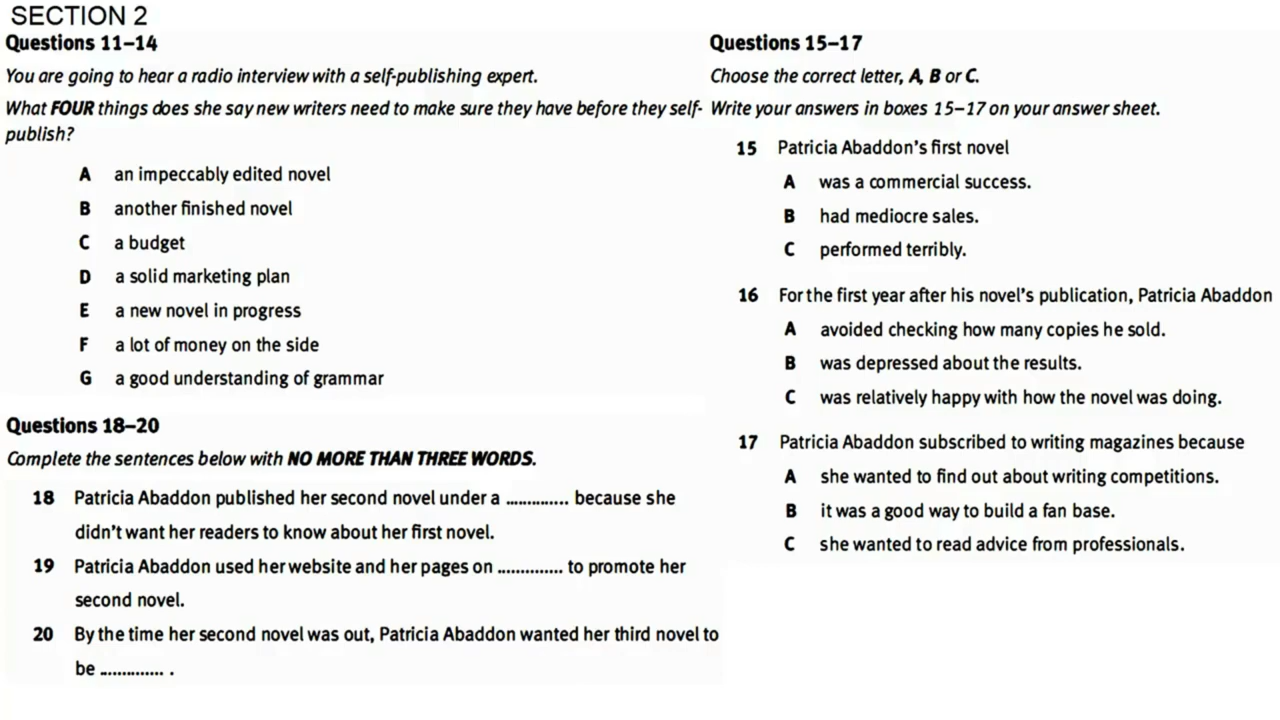 SECTION 2
Questions 11–14
You are going to hear a radio interview with a self-publishing expert.
What FOUR things does she say new writers need to make sure they have before they self-
publish?
A an impeccably edited novel
B another finished novel
C a budget
D a solid marketing plan
E a new novel in progress
F a lot of money on the side
G a good understanding of grammar
Questions 15–17
Choose the correct letter, A, B or C.
Write your answers in boxes 15–17 on your answer sheet.
15 Patricia Abaddon's first novel
A was a commercial success.
B had mediocre sales.
C performed terribly.
16 For the first year after his novel's publication, Patricia Abaddon
A avoided checking how many copies he sold.
B was depressed about the results.
C was relatively happy with how the novel was doing.
17 Patricia Abaddon subscribed to writing magazines because
A she wanted to find out about writing competitions.
B it was a good way to build a fan base.
C she wanted to read advice from professionals.
Questions 18–20
Complete the sentences below with NO MORE THAN THREE WORDS.
18 Patricia Abaddon published her second novel under a ............. because she
didn't want her readers to know about her first novel.
19 Patricia Abaddon used her website and her pages on .............. to promote her
second novel.
20 By the time her second novel was out, Patricia Abaddon wanted her third novel to
be .............. .